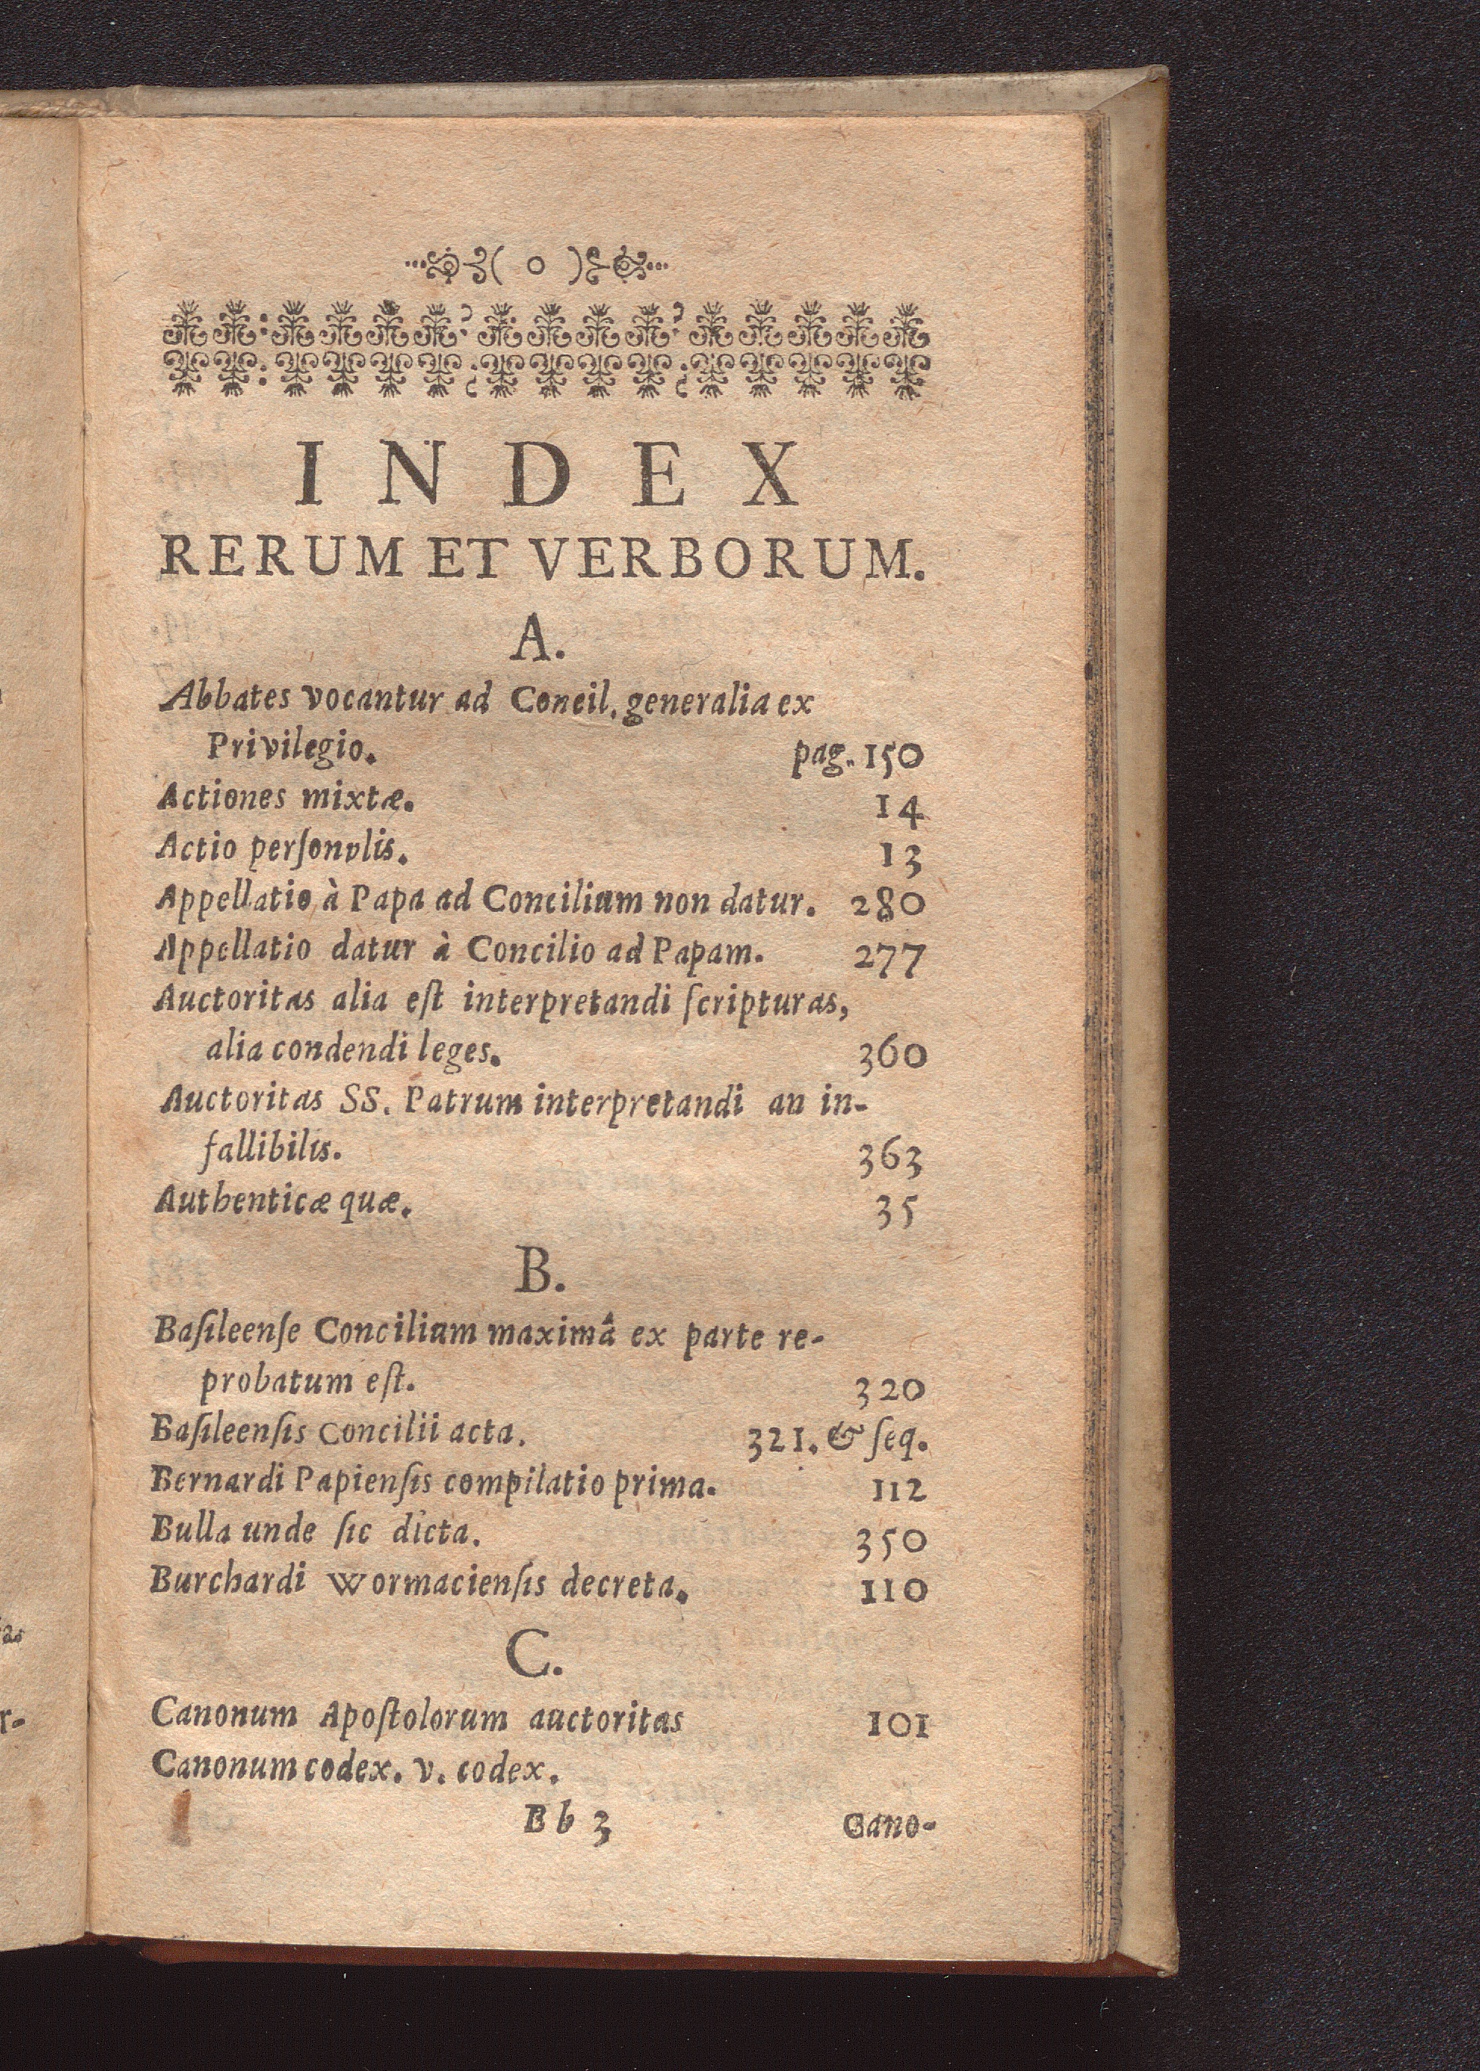 ( o )
INDEX
RERUM ET VERBORUM.
A.
Abbates vocantur ad Concil. generalia ex
Privilegio. pag. 150
Actiones mixtæ. 14
Actio perſonvlis. 13
Appellatio à Papa ad Concilium non datur. 280
Appellatio datur à Concilio ad Papam. 277
Auctoritas alia eſt interpretandi ſcripturas,
alia condendi leges. 360
Auctoritas SS. Patrum interpretandi an in-
fallibilis. 363
Authenticæ quæ. 35
B.
Baſileenſe Concilium maximâ ex parte re-
probatum eſt. 320
Baſileenſis Concilii acta. 321. & ſeq.
Bernardi Papienſis compilatio prima. 112
Bulla unde ſic dicta. 350
Burchardi Wormacienſis decreta. 110
C.
Canonum Apoſtolorum auctoritas 101
Canonum codex. v. codex.
Bb 3 Cano-